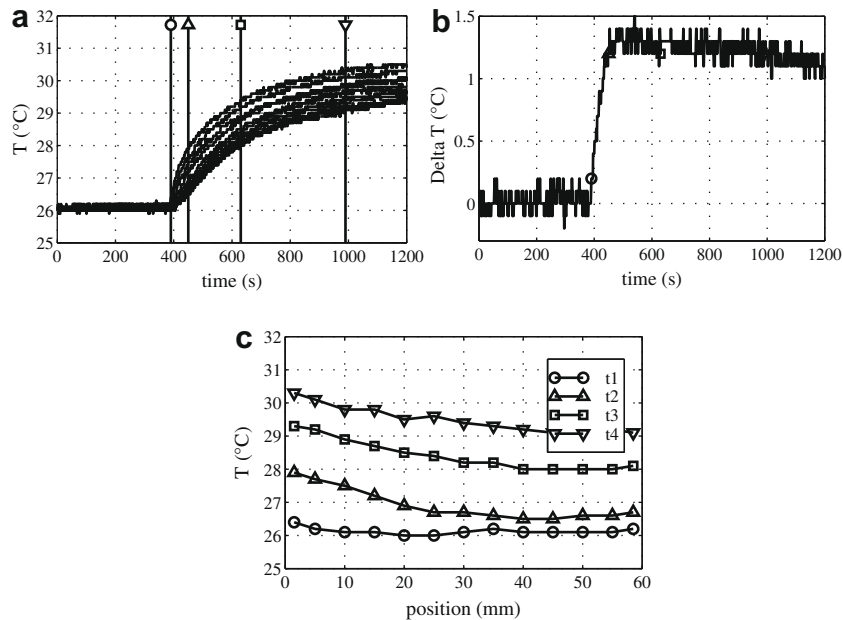 a
32
31
30
29
28
27
26
25
T (°C)
0 200 400 600 800 1000 1200
time (s)
b
1.5
1
0.5
0
Delta T (°C)
0 200 400 600 800 1000 1200
time (s)
c
32
31
30
29
28
27
26
25
T (°C)
t1
t2
t3
t4
0 10 20 30 40 50 60
position (mm)